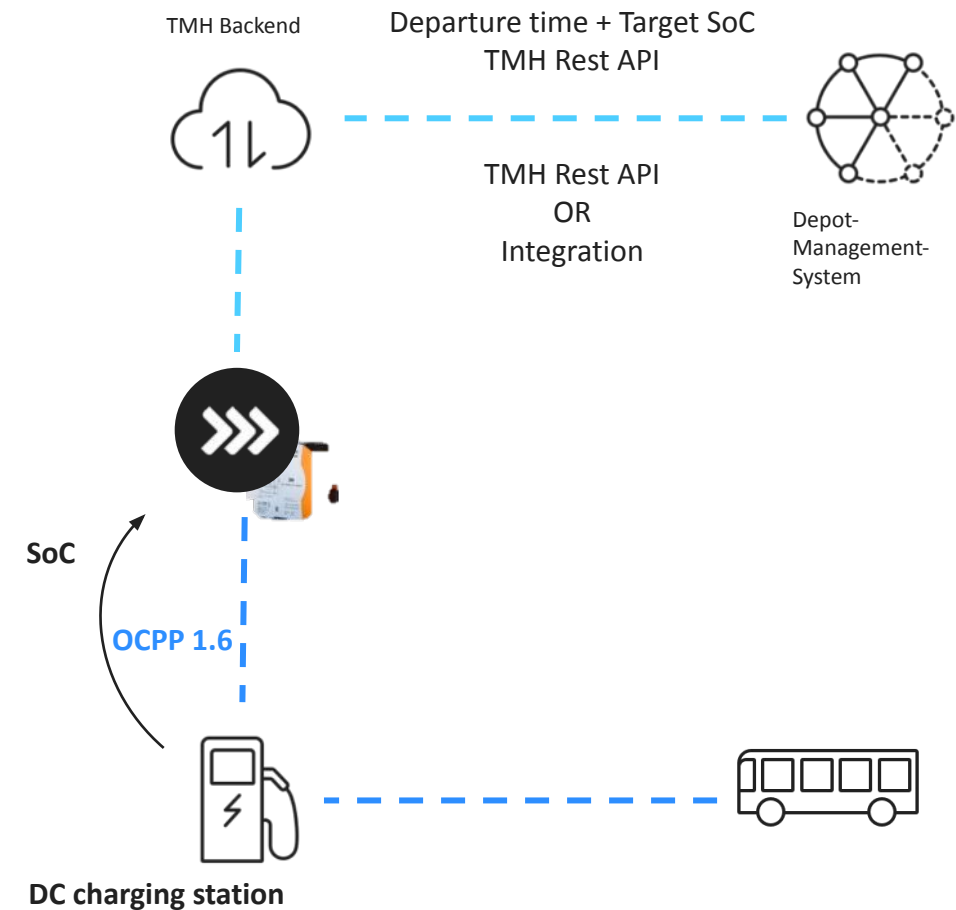 TMH Backend
Departure time + Target SoC
TMH Rest API
TMH Rest API
OR
Integration
Depot-
Management-
System
SoC
OCPP 1.6
DC charging station